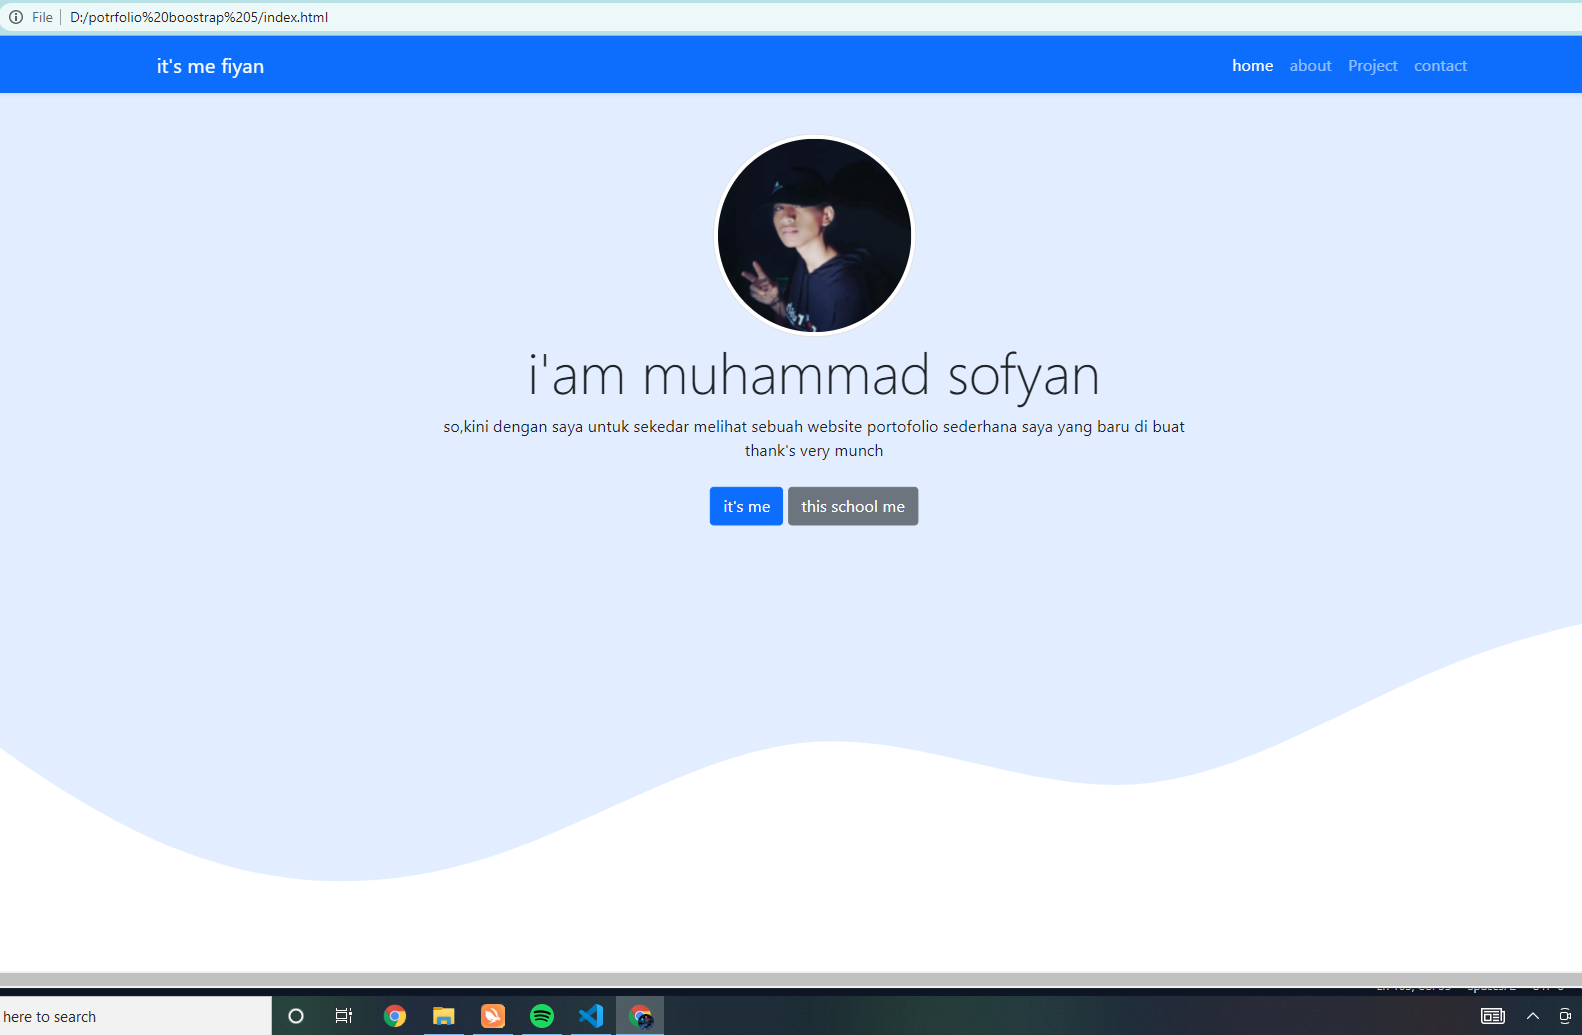 File D:/potrfolio%20boostrap%205/index.html
it's me fiyan home about Project contact
i'am muhammad sofyan
so,kini dengan saya untuk sekedar melihat sebuah website portofolio sederhana saya yang baru di buat
thank's very munch
it's me this school me
here to search